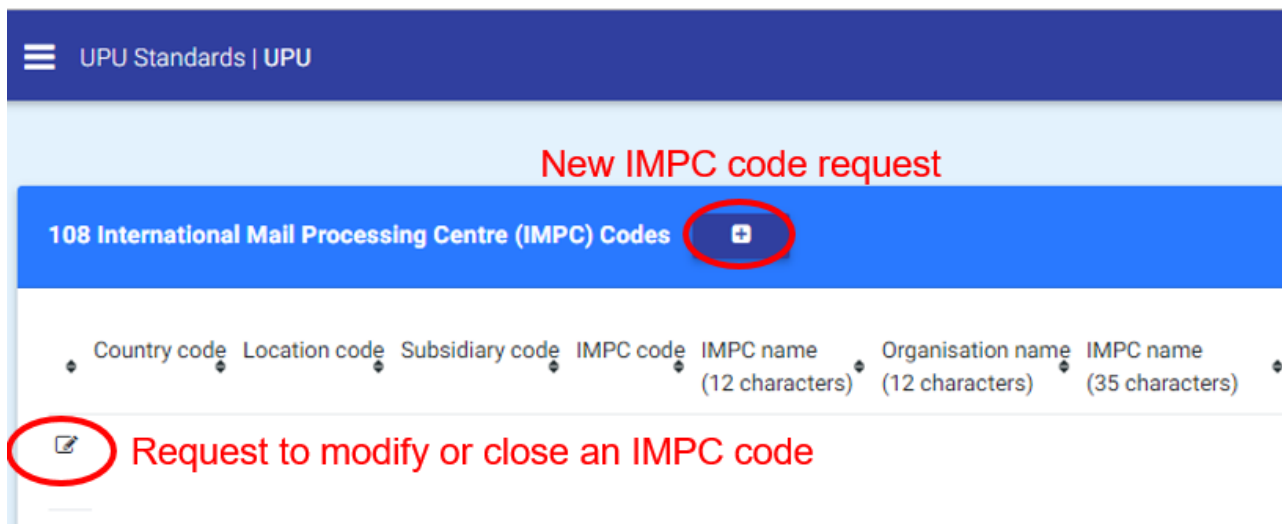 UPU Standards | UPU
New IMPC code request
108 International Mail Processing Centre (IMPC) Codes
Country code Location code Subsidiary code IMPC code IMPC name Organisation name IMPC name
(12 characters) (12 characters) (35 characters)
Request to modify or close an IMPC code